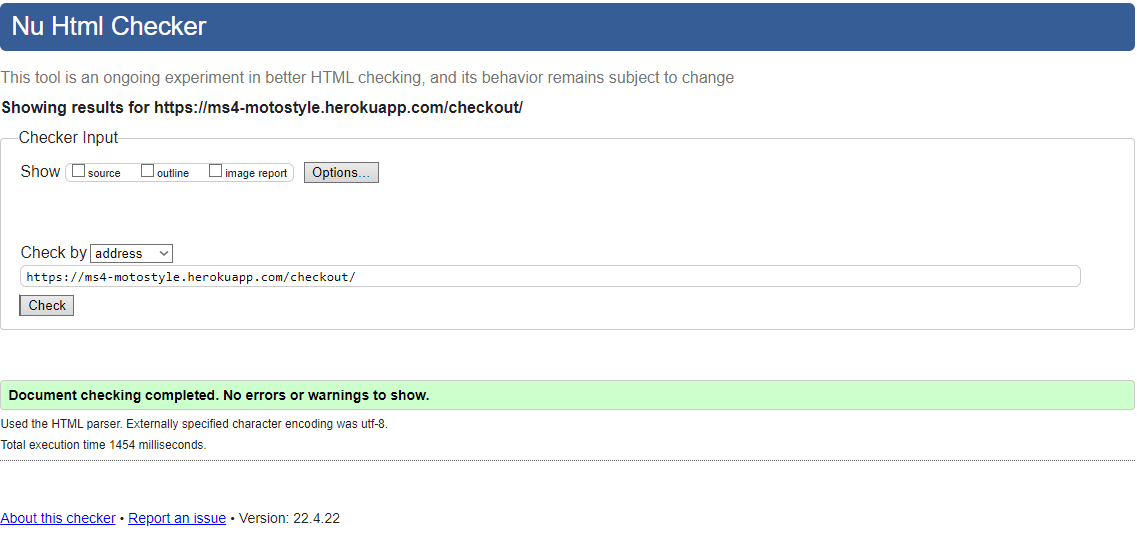 Nu Html Checker
This tool is an ongoing experiment in better HTML checking, and its behavior remains subject to change
Showing results for https://ms4-motostyle.herokuapp.com/checkout/
Checker Input
Show source outline image report Options...
Check by address
https://ms4-motostyle.herokuapp.com/checkout/
Check
Document checking completed. No errors or warnings to show.
Used the HTML parser. Externally specified character encoding was utf-8.
Total execution time 1454 milliseconds.
About this checker • Report an issue • Version: 22.4.22